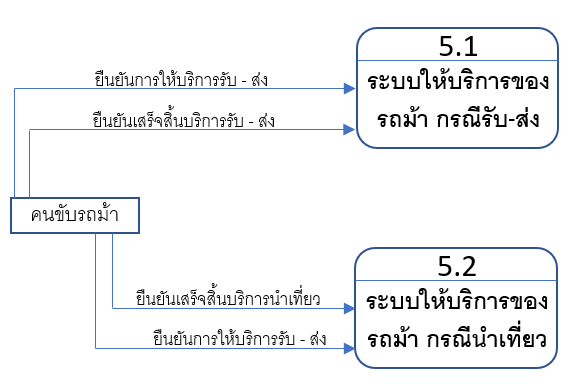 5.1
ยืนยันการให้บริการรับ - ส่ง
ระบบให้บริการของ
รถม้า กรณีรับ-ส่ง
ยืนยันเสร็จสิ้นบริการรับ - ส่ง
คนขับรถม้า
5.2
ยืนยันเสร็จสิ้นบริการนำเที่ยว
ระบบให้บริการของ
รถม้า กรณีนำเที่ยว
ยืนยันการให้บริการรับ - ส่ง